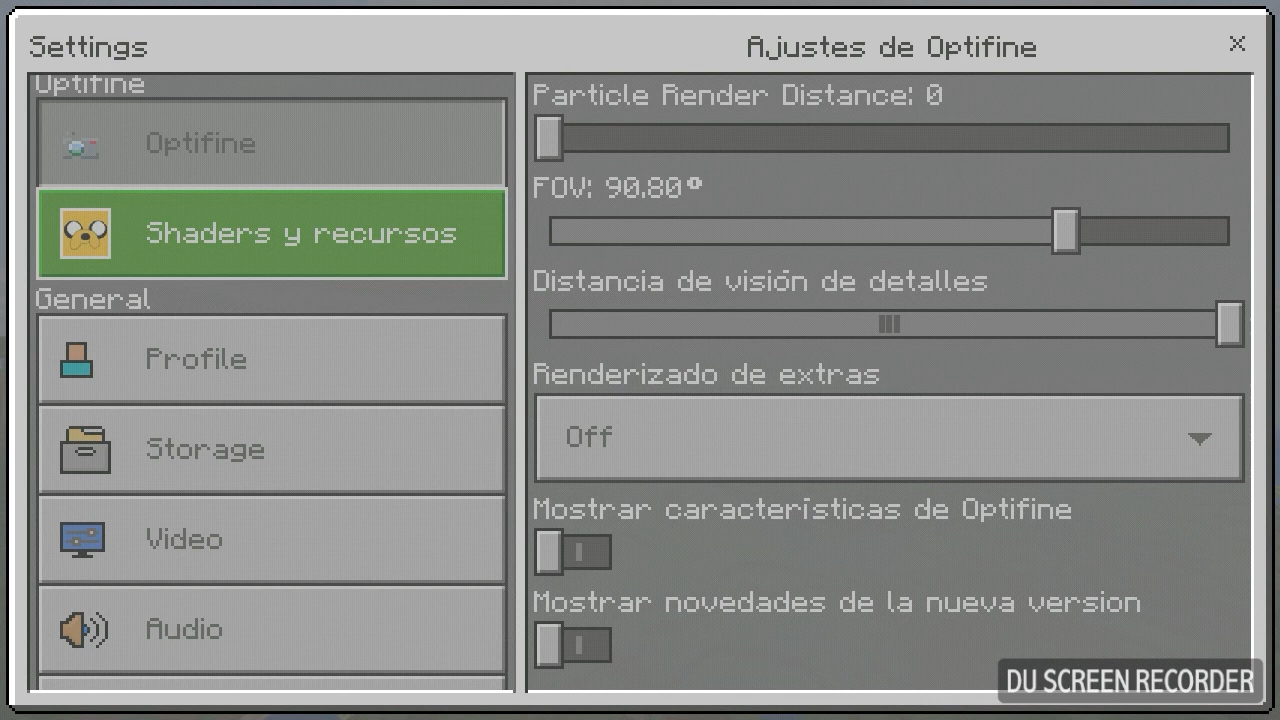 Settings
Ajustes de Optifine
Optifine
Optifine
Shaders y recursos
General
Profile
Storage
Video
Audio
Particle Render Distance: 0
FOV: 90.80°
Distancia de visión de detalles
Renderizado de extras
Off
Mostrar características de Optifine
Mostrar novedades de la nueva version
DU SCREEN RECORDER